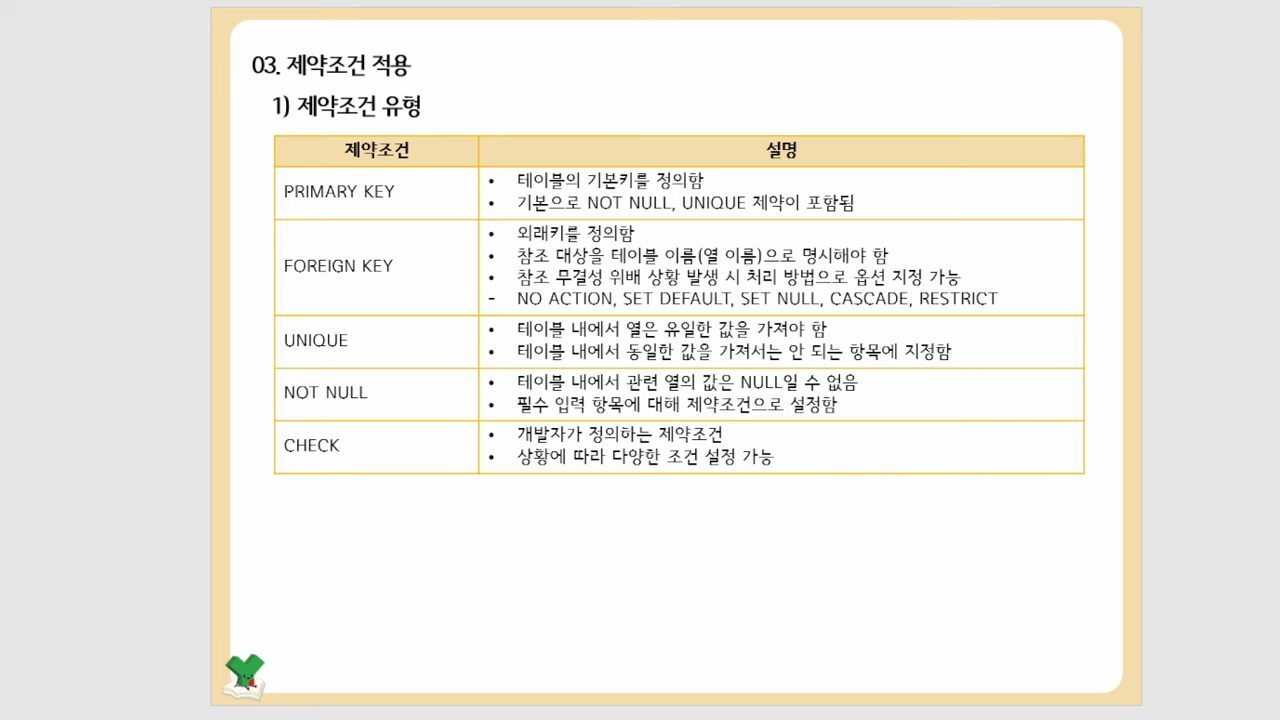 03. 제약조건 적용
1) 제약조건 유형
제약조건 설명
PRIMARY KEY
• 테이블의 기본키를 정의함
• 기본으로 NOT NULL, UNIQUE 제약이 포함됨
FOREIGN KEY
• 외래키를 정의함
• 참조 대상을 테이블 이름(열 이름)으로 명시해야 함
• 참조 무결성 위배 상황 발생 시 처리 방법으로 옵션 지정 가능
- NO ACTION, SET DEFAULT, SET NULL, CASCADE, RESTRICT
UNIQUE
• 테이블 내에서 열은 유일한 값을 가져야 함
• 테이블 내에서 동일한 값을 가져서는 안 되는 항목에 지정함
NOT NULL
• 테이블 내에서 관련 열의 값은 NULL일 수 없음
• 필수 입력 항목에 대해 제약조건으로 설정함
CHECK
• 개발자가 정의하는 제약조건
• 상황에 따라 다양한 조건 설정 가능